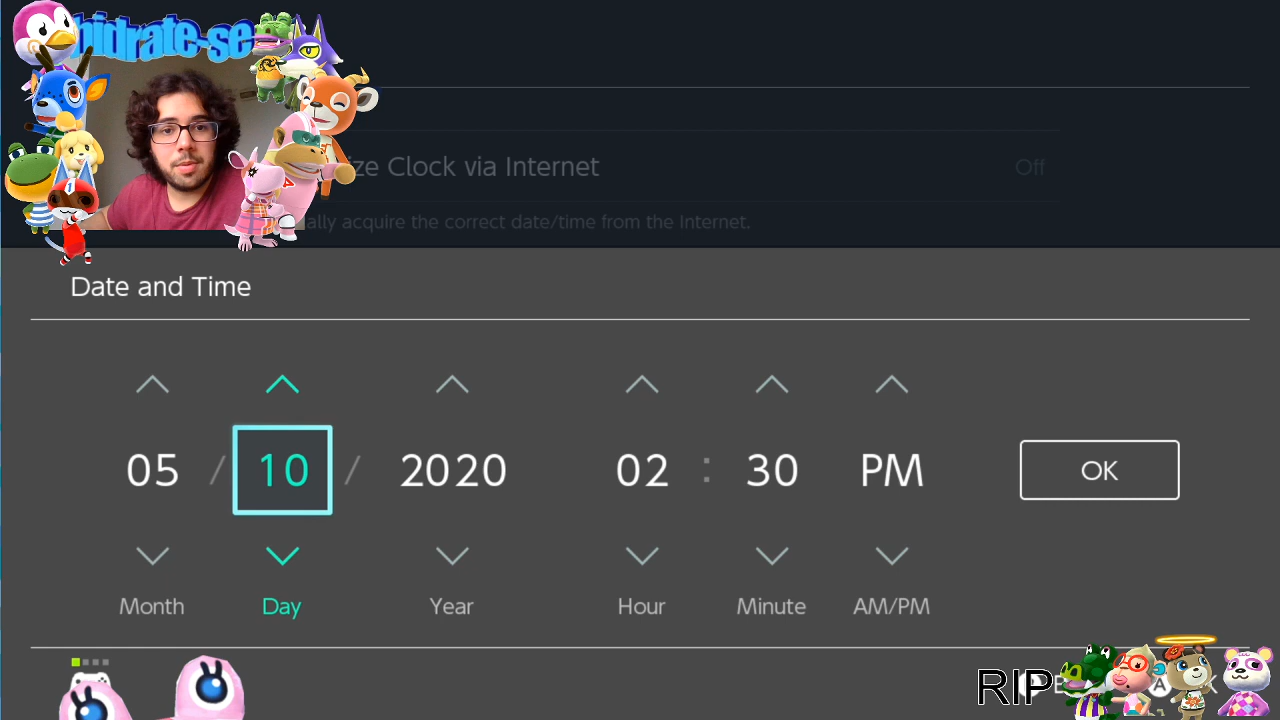 hidrate-se
ize Clock via Internet
Off
ally acquire the correct date/time from the Internet.
Date and Time
05 / 10 / 2020 02 : 30 PM
OK
Month Day Year Hour Minute AM/PM
RIP